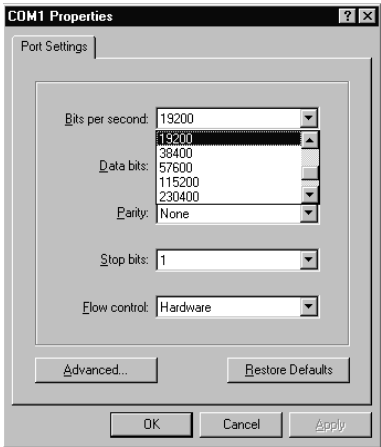 COM1 Properties
Port Settings
Bits per second: 19200
19200
38400
Data bits:
57600
115200
230400
Parity: None
Stop bits: 1
Flow control: Hardware
Advanced... Restore Defaults
OK Cancel Apply